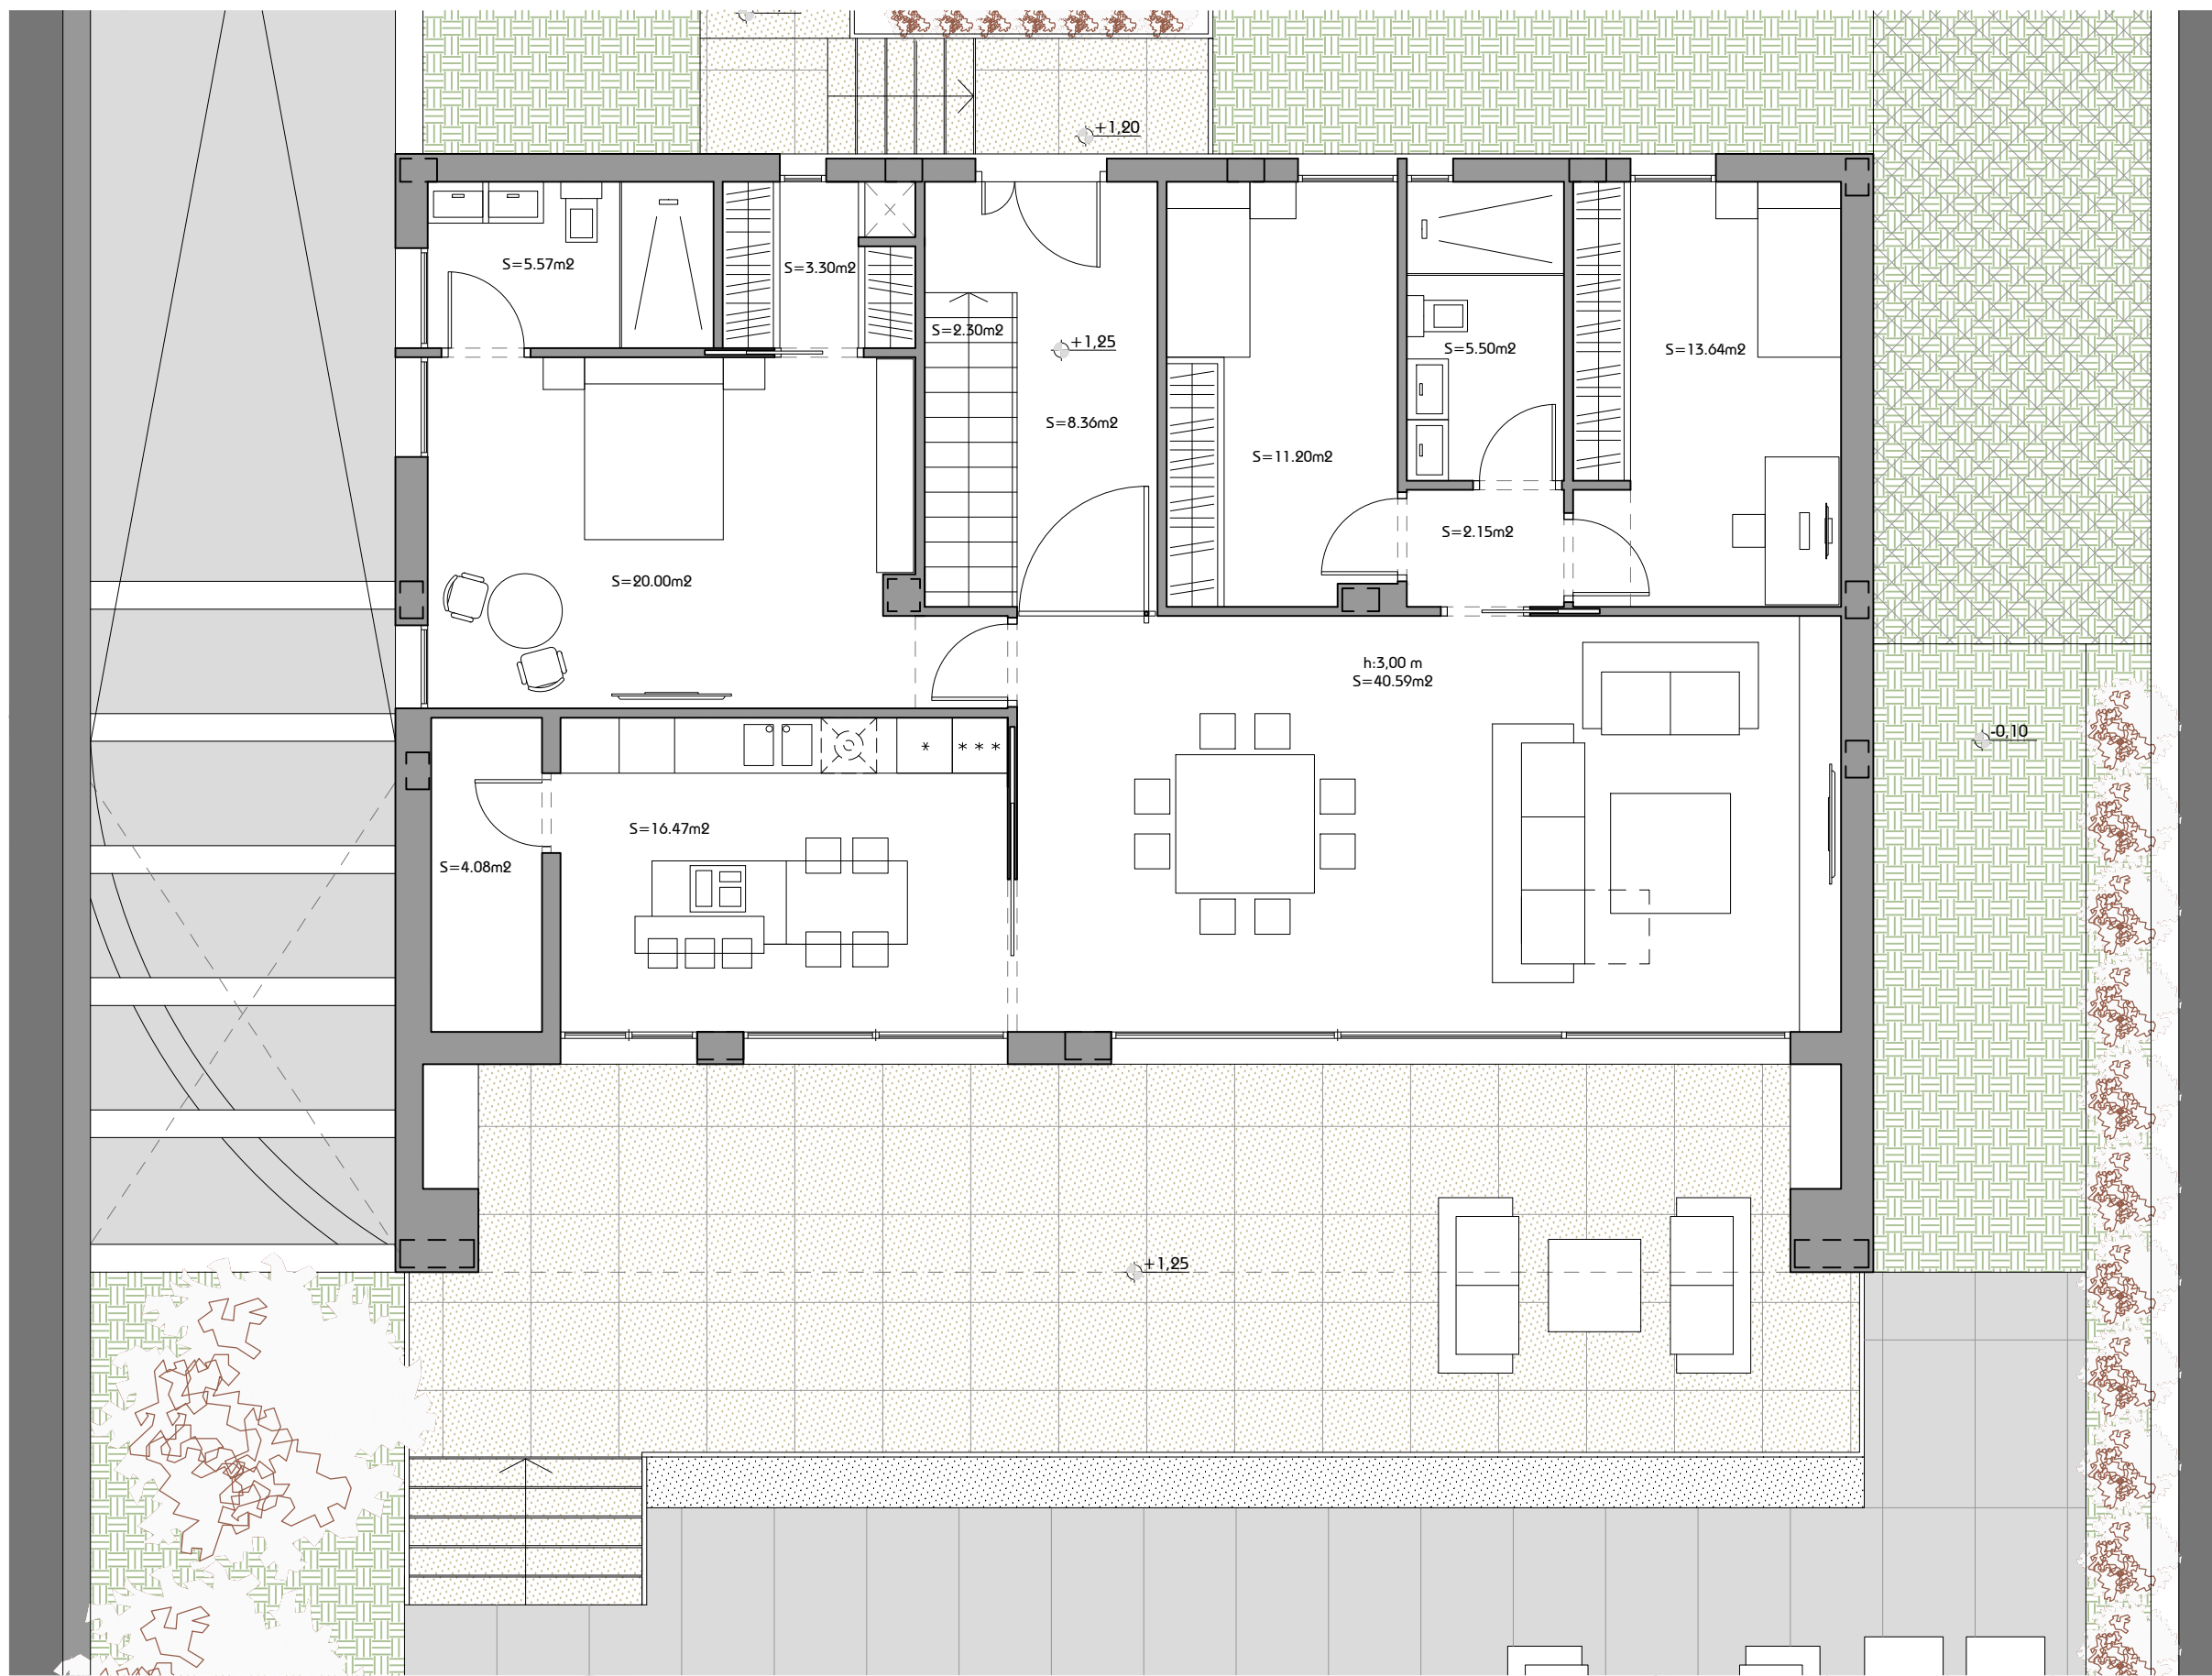 +1,20
S=5.57m2
S=3.30m2
S=2.30m2
+1,25
S=5.50m2
S=13.64m2
S=8.36m2
S=11.20m2
S=2.15m2
S=20.00m2
h:3,00 m
S=40.59m2
-0,10
* ***
S=16.47m2
S=4.08m2
+1,25